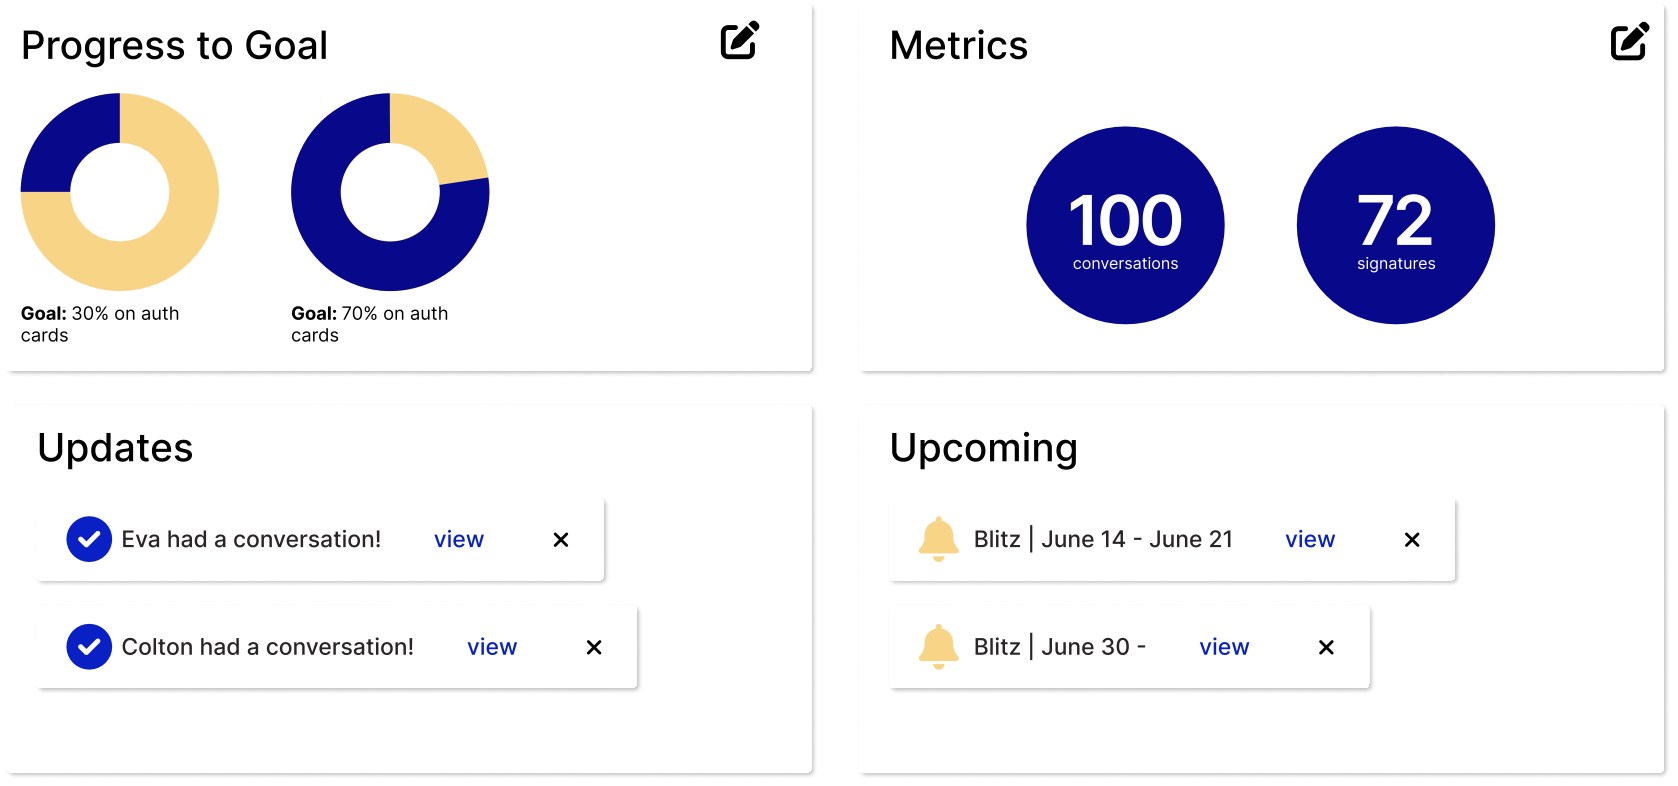 Progress to Goal
Goal: 30% on auth
cards
Goal: 70% on auth
cards
Metrics
100
conversations
72
signatures
Updates
Eva had a conversation! view
Colton had a conversation! view
Upcoming
Blitz | June 14 - June 21 view
Blitz | June 30 - view